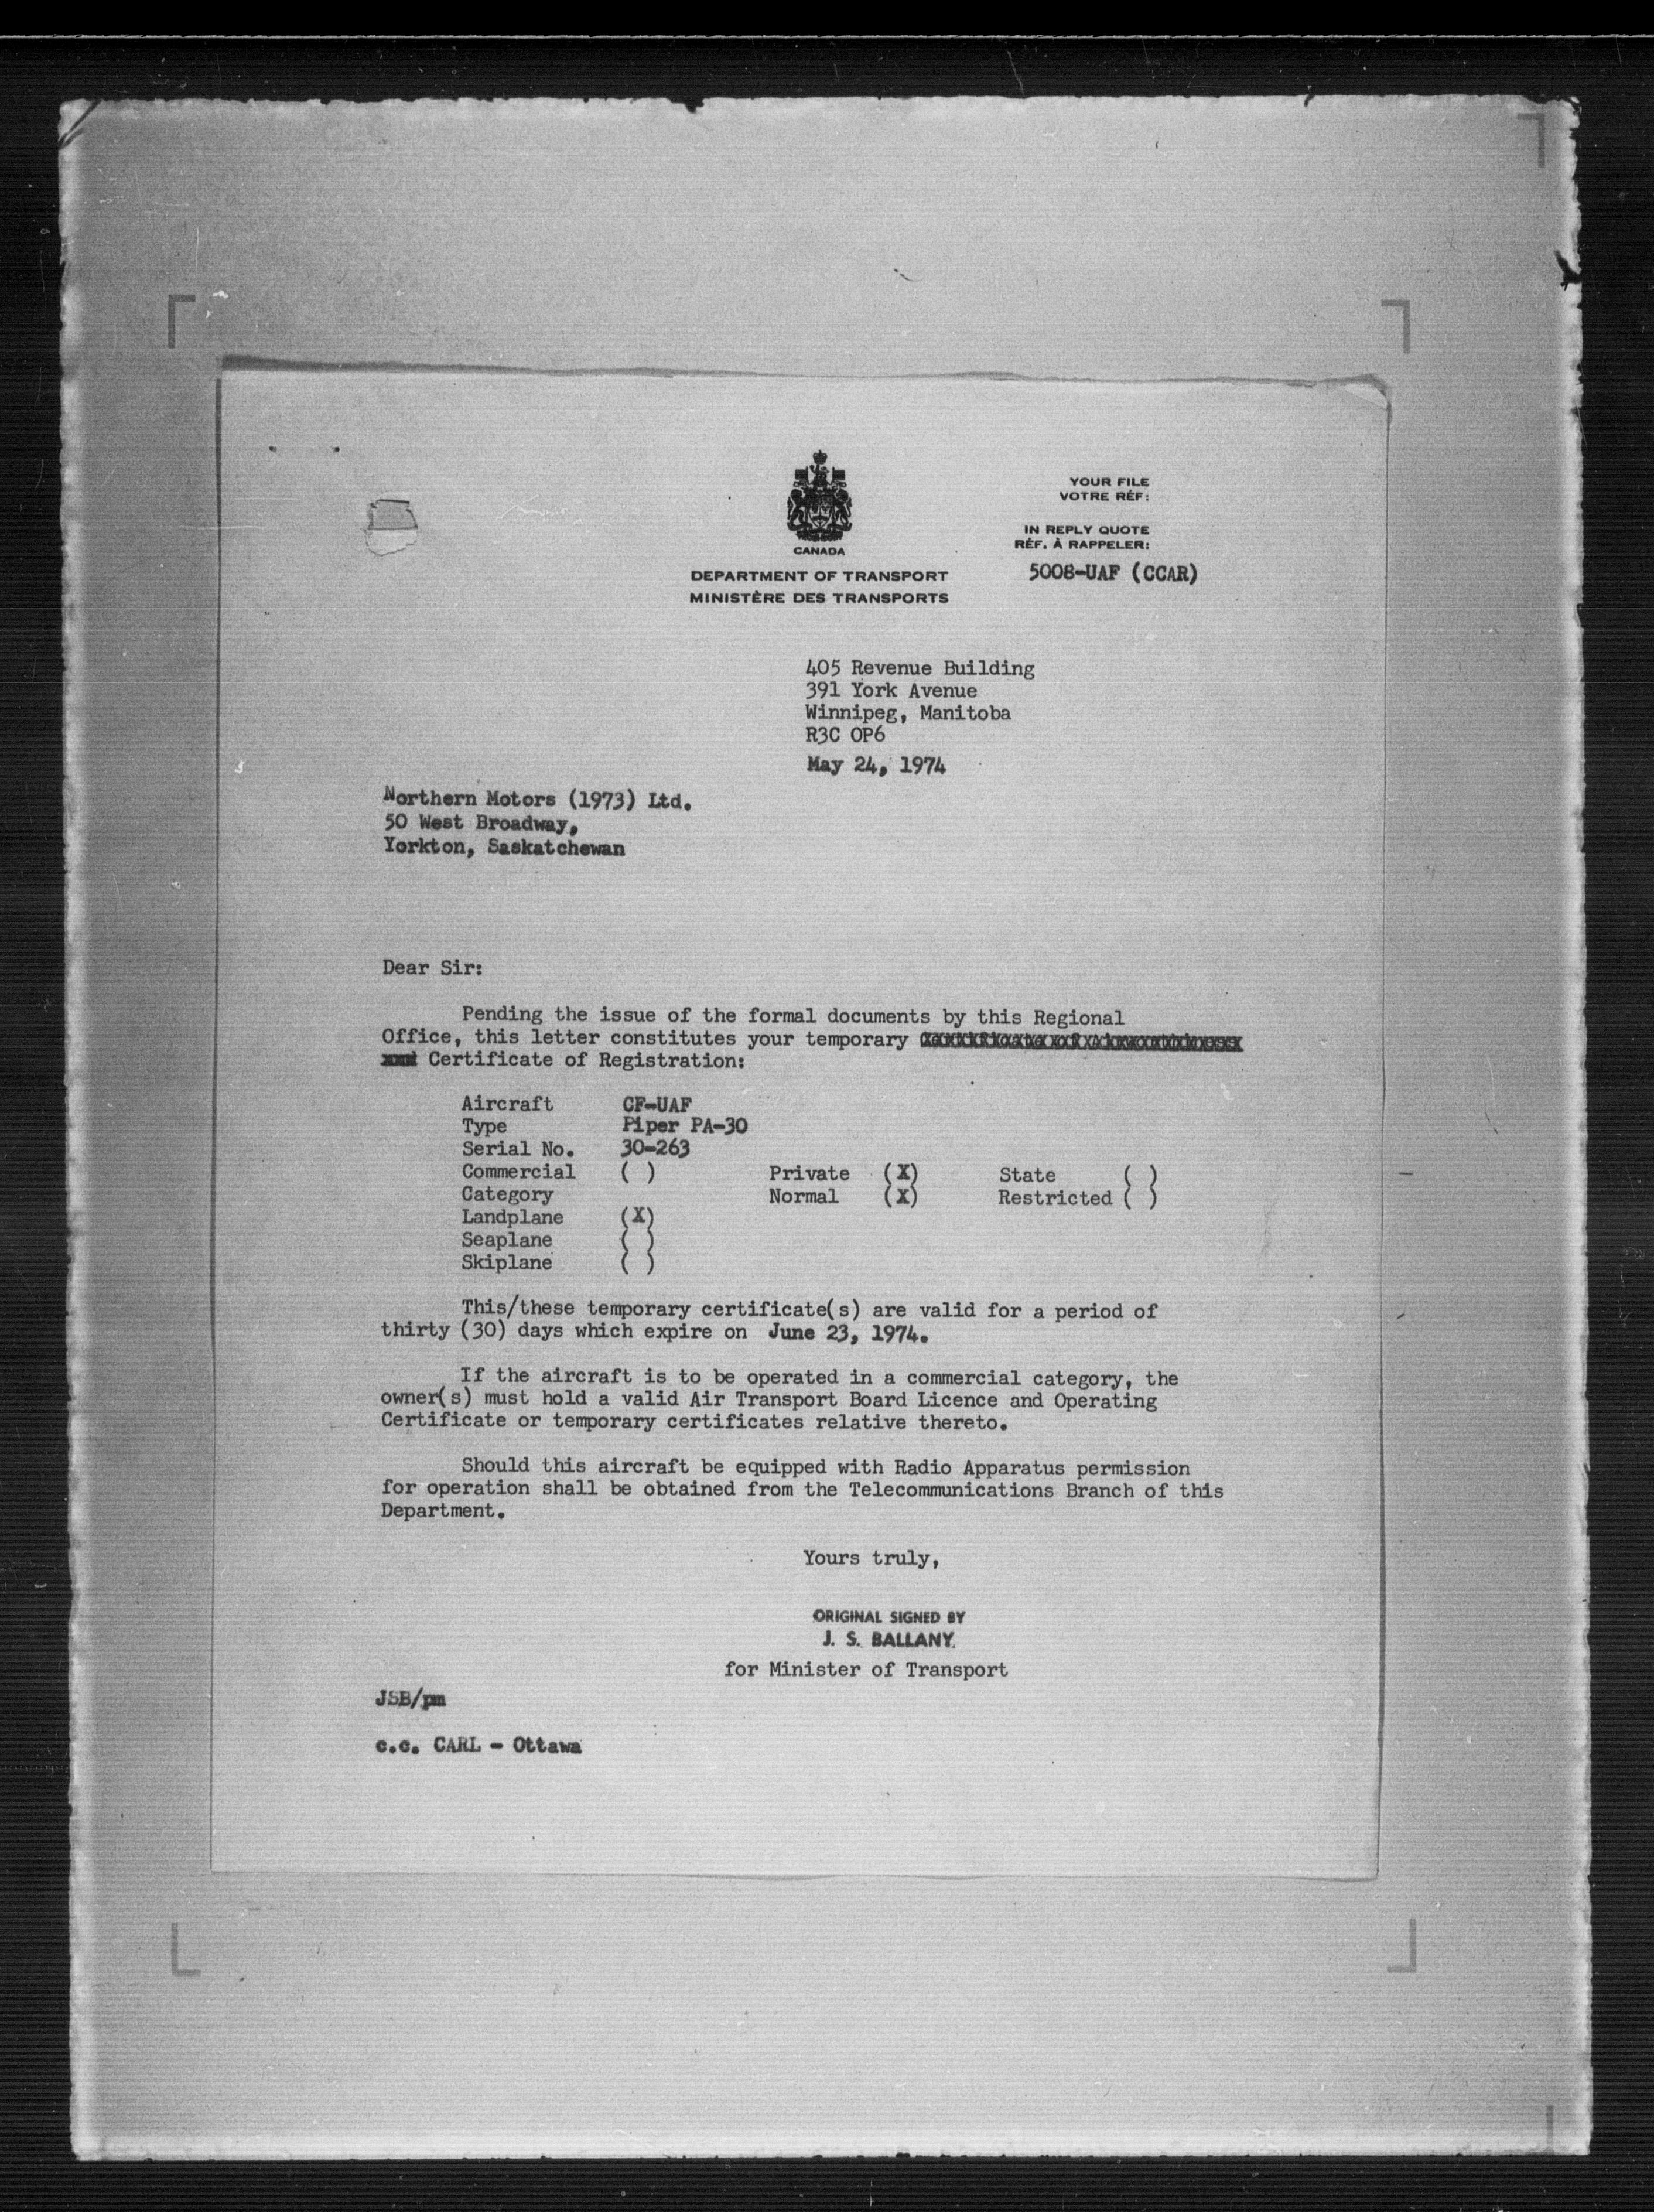 CANADA
DEPARTMENT OF TRANSPORT
MINISTÈRE DES TRANSPORTS
YOUR FILE
VOTRE RÉF:
IN REPLY QUOTE
RÉF. À RAPPELER:
5008-UAF (CCAR)
405 Revenue Building
391 York Avenue
Winnipeg, Manitoba
R3C OP6
May 24, 1974
Northern Motors (1973) Ltd.
50 West Broadway,
Yorkton, Saskatchewan
Dear Sir:
Pending the issue of the formal documents by this Regional
Office, this letter constitutes your temporary
Certificate of Registration:
Aircraft CF-UAF
Type Piper PA-30
Serial No. 30-263
Commercial ( ) Private (X) State ( )
Category Normal (X) Restricted ( )
Landplane (X)
Seaplane ( )
Skiplane ( )
This/these temporary certificate(s) are valid for a period of
thirty (30) days which expire on June 23, 1974.
If the aircraft is to be operated in a commercial category, the
owner(s) must hold a valid Air Transport Board Licence and Operating
Certificate or temporary certificates relative thereto.
Should this aircraft be equipped with Radio Apparatus permission
for operation shall be obtained from the Telecommunications Branch of this
Department.
Yours truly,
ORIGINAL SIGNED BY
J. S. BALLANY.
for Minister of Transport
JSB/pm
c.c. CARL - Ottawa